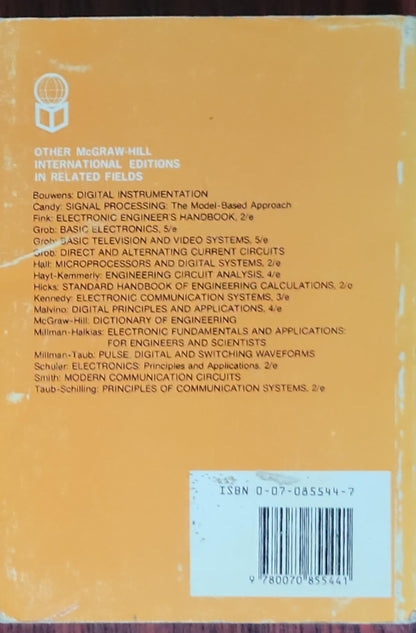 OTHER McGRAW-HILL
INTERNATIONAL EDITIONS
IN RELATED FIELDS
Bouwens: DIGITAL INSTRUMENTATION
Candy: SIGNAL PROCESSING: The Model-Based Approach
Fink: ELECTRONIC ENGINEER'S HANDBOOK, 2/e
Grob: BASIC ELECTRONICS, 5/e
Grob: BASIC TELEVISION AND VIDEO SYSTEMS, 5/e
Grob: DIRECT AND ALTERNATING CURRENT CIRCUITS
Hall: MICROPROCESSORS AND DIGITAL SYSTEMS, 2/e
Hayt-Kemmerly: ENGINEERING CIRCUIT ANALYSIS, 4/e
Hicks: STANDARD HANDBOOK OF ENGINEERING CALCULATIONS, 2/e
Kennedy: ELECTRONIC COMMUNICATION SYSTEMS, 3/e
Malvino: DIGITAL PRINCIPLES AND APPLICATIONS, 4/e
McGraw-Hill: DICTIONARY OF ENGINEERING
Millman-Halkias: ELECTRONIC FUNDAMENTALS AND APPLICATIONS:
FOR ENGINEERS AND SCIENTISTS
Millman-Taub: PULSE, DIGITAL AND SWITCHING WAVEFORMS
Schuler: ELECTRONICS: Principles and Applications, 2/e
Smith: MODERN COMMUNICATION CIRCUITS
Taub-Schilling: PRINCIPLES OF COMMUNICATION SYSTEMS, 2/e
ISBN 0-07-085544-7
9 780070 855441